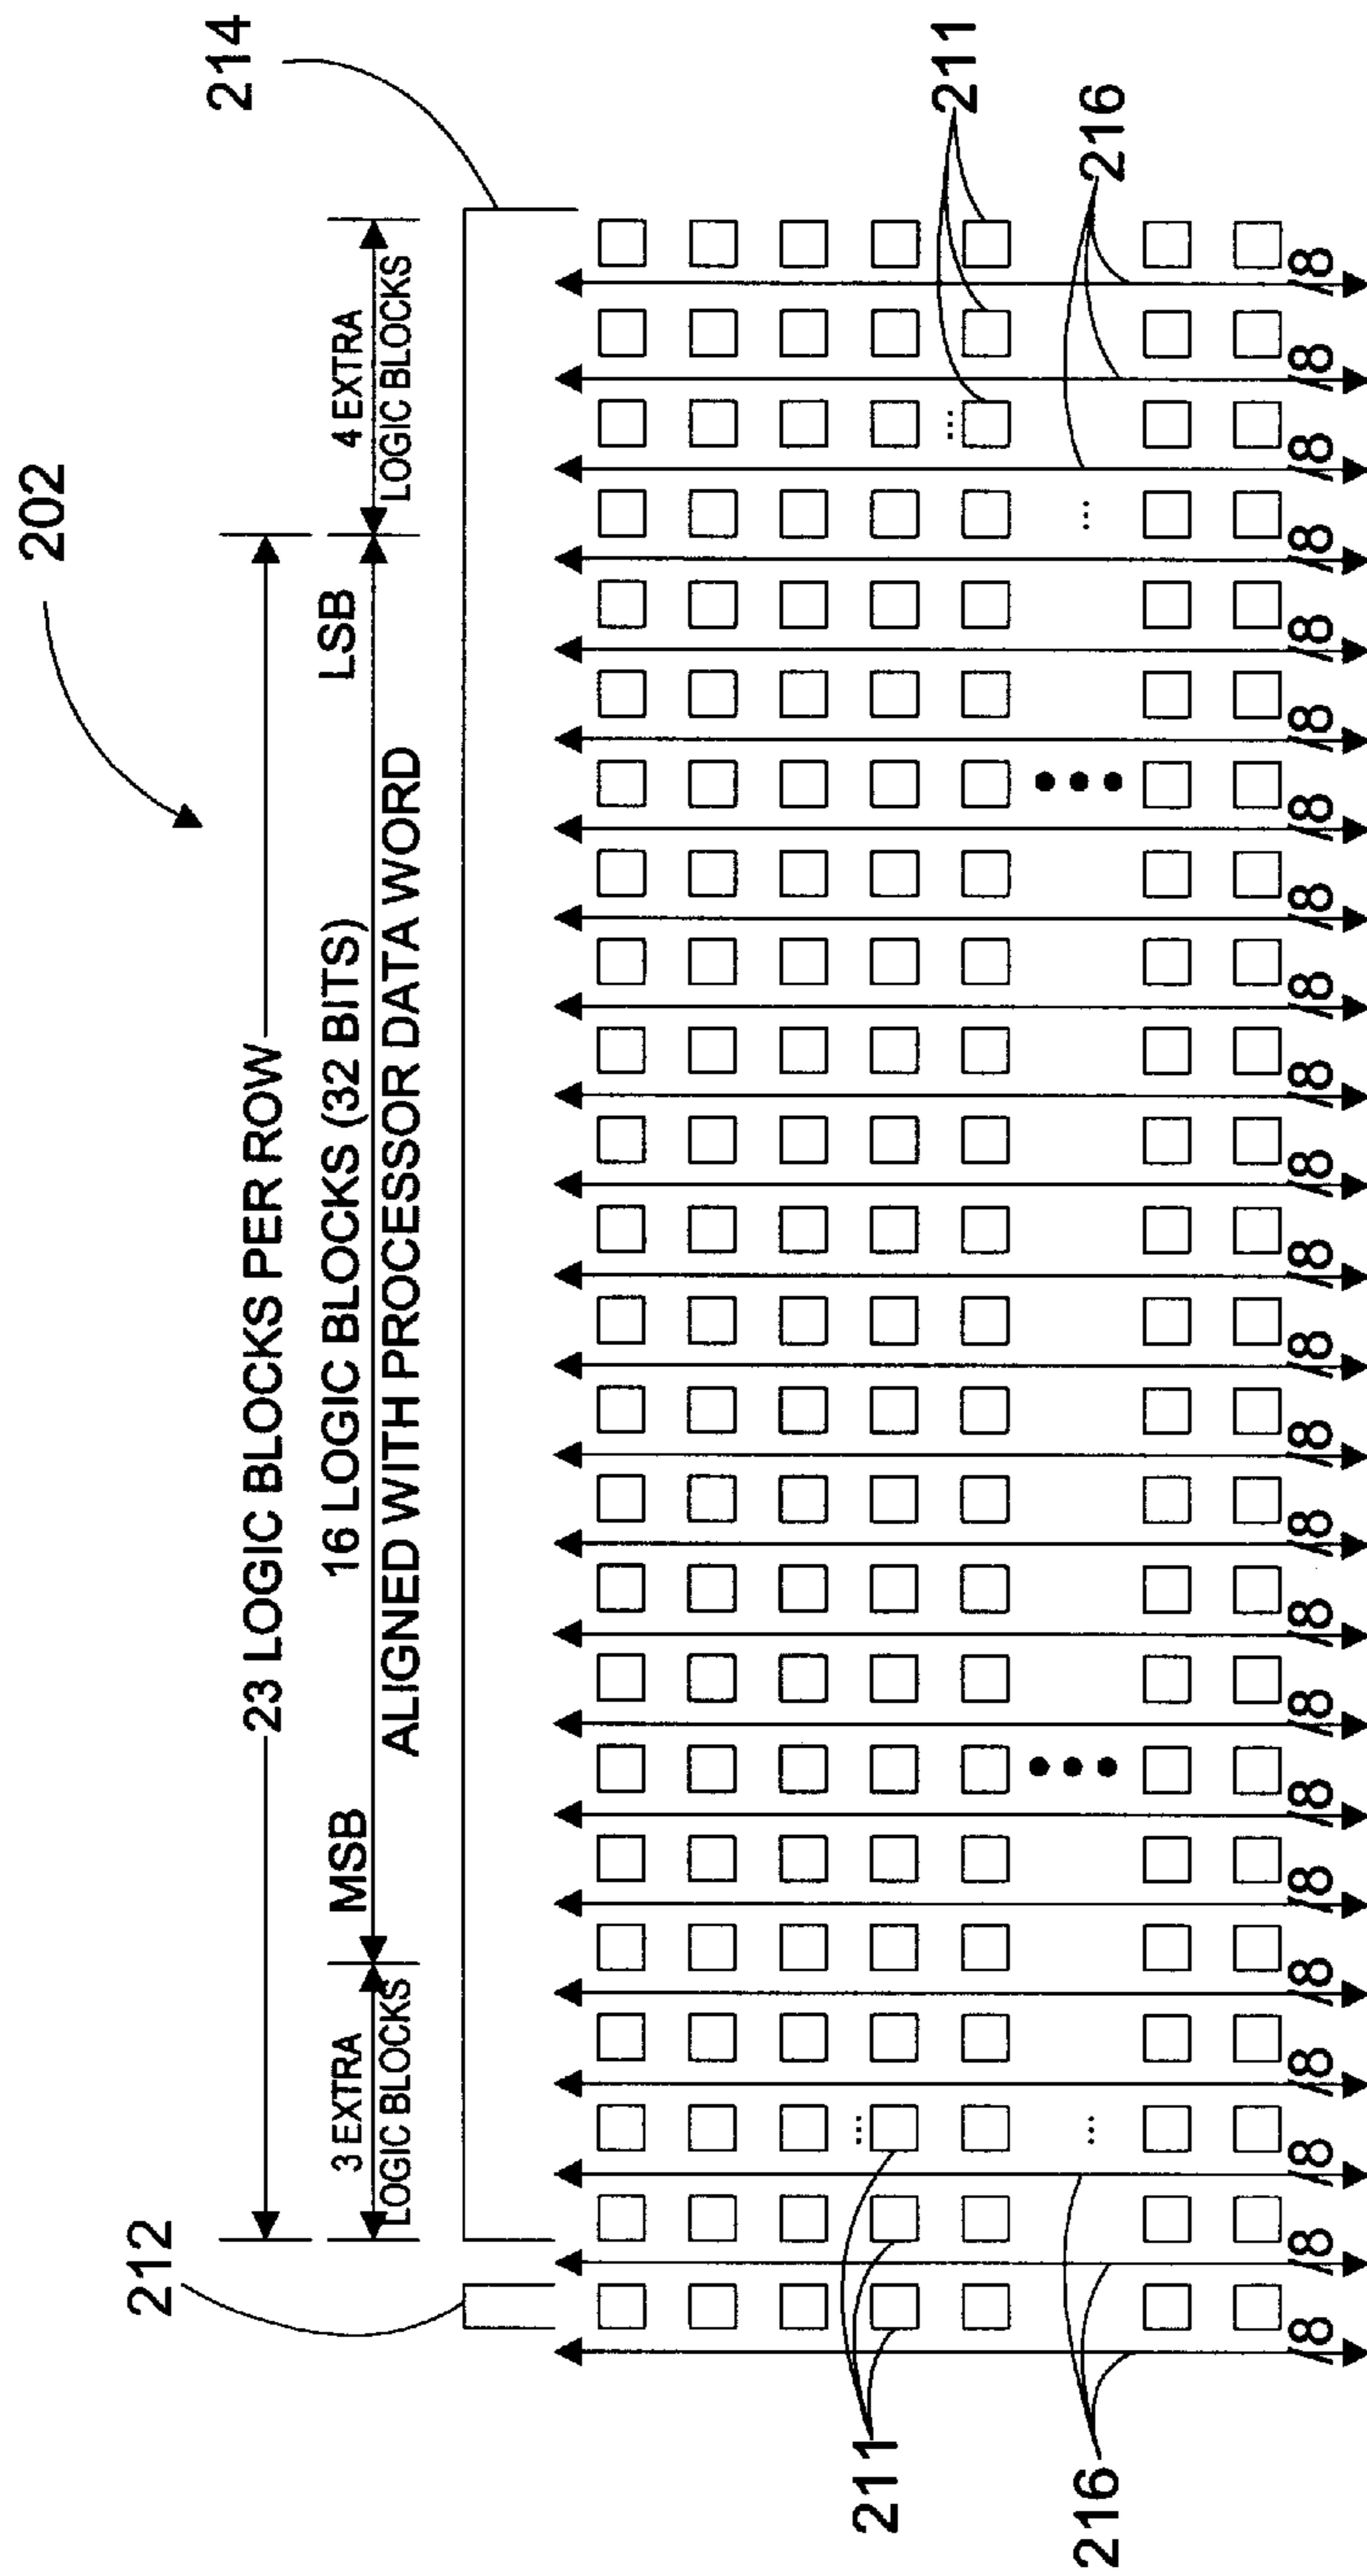 202
212
214
23 LOGIC BLOCKS PER ROW
3 EXTRA
LOGIC BLOCKS
MSB
16 LOGIC BLOCKS (32 BITS)
ALIGNED WITH PROCESSOR DATA WORD
LSB
4 EXTRA
LOGIC BLOCKS
211
211
216
216
8 8 8 8 8 8 8 8 8 8 8 8 8 8 8 8 8 8 8 8 8 8 8 8